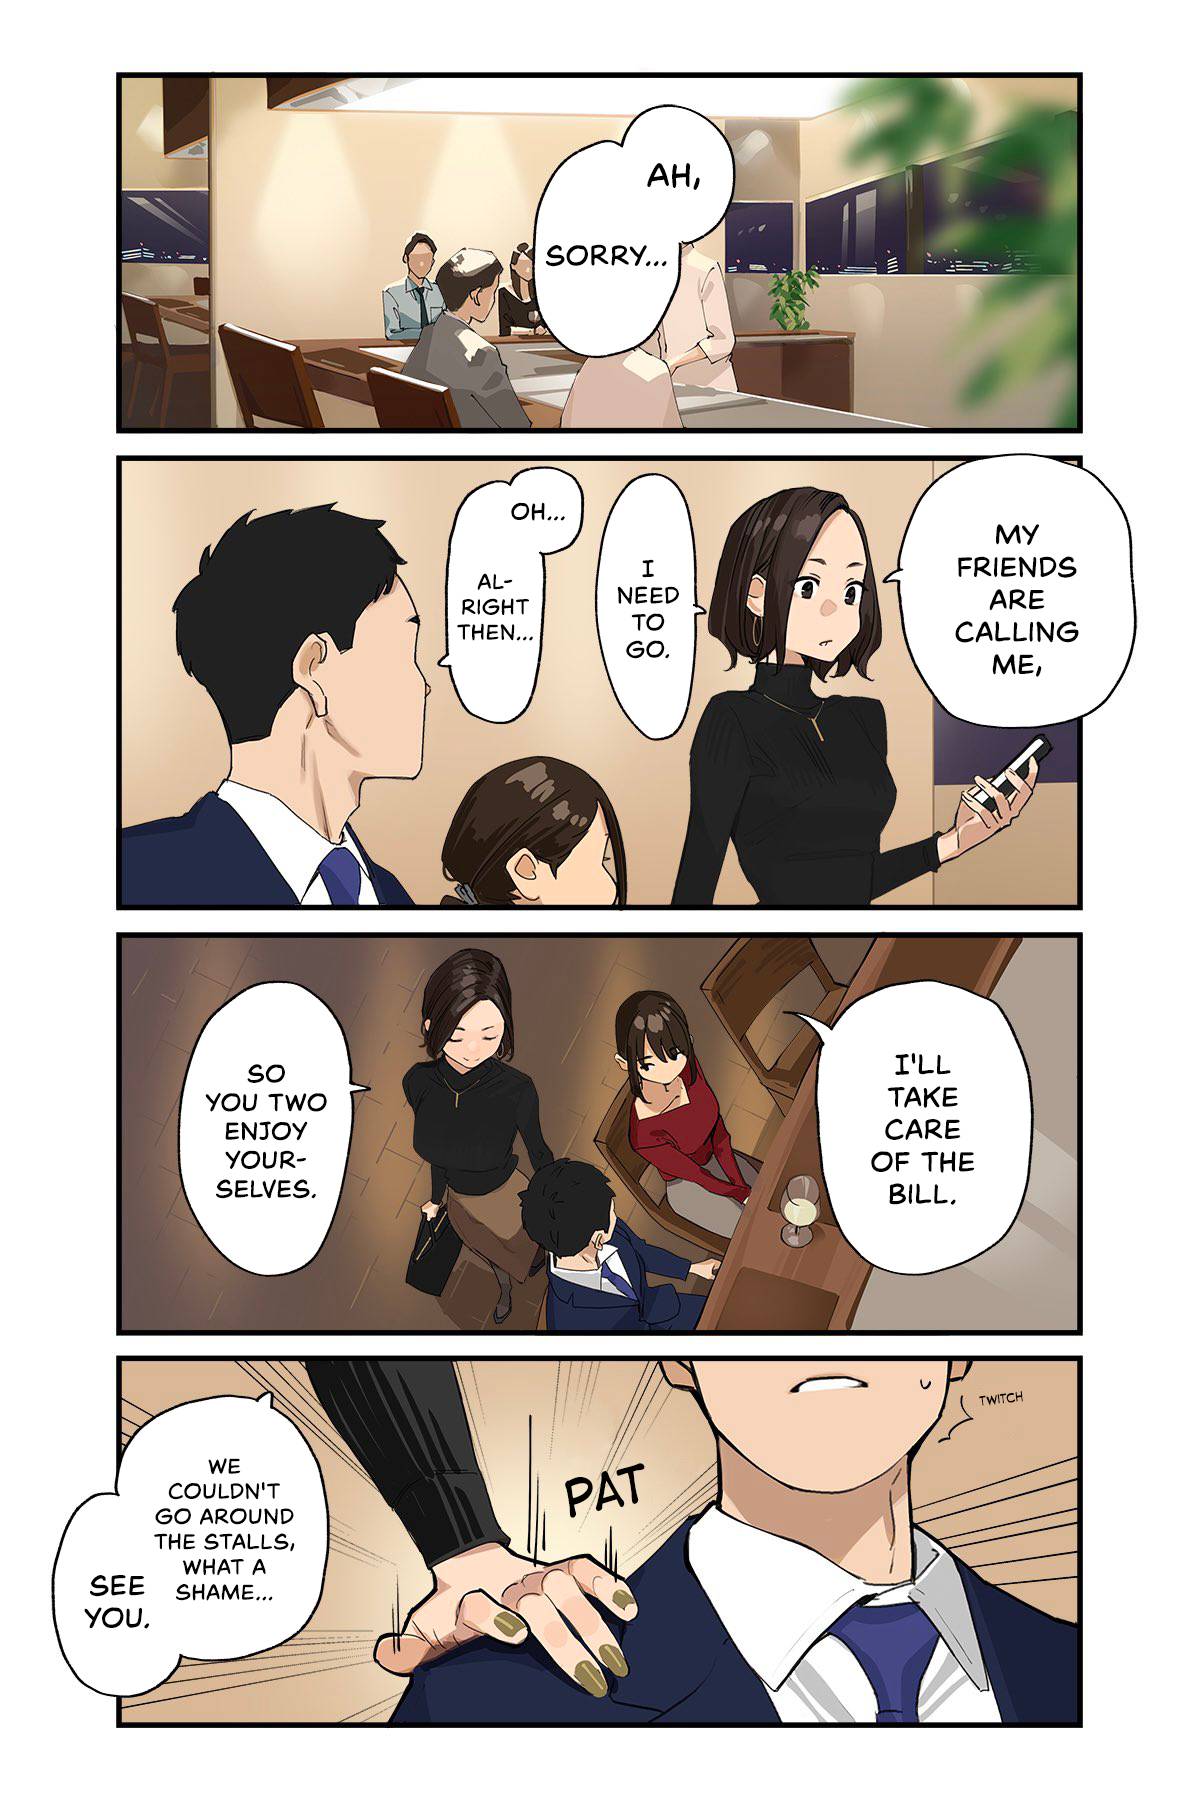 AH,
SORRY...
MY
FRIENDS
ARE
CALLING
ME,
I
NEED
TO
GO.
OH...
AL-
RIGHT
THEN...
I'LL
TAKE
CARE
OF THE
BILL.
SO
YOU TWO
ENJOY
YOUR-
SELVES.
TWITCH
PAT
WE
COULDN'T
GO AROUND
THE STALLS,
WHAT A
SHAME...
SEE
YOU.